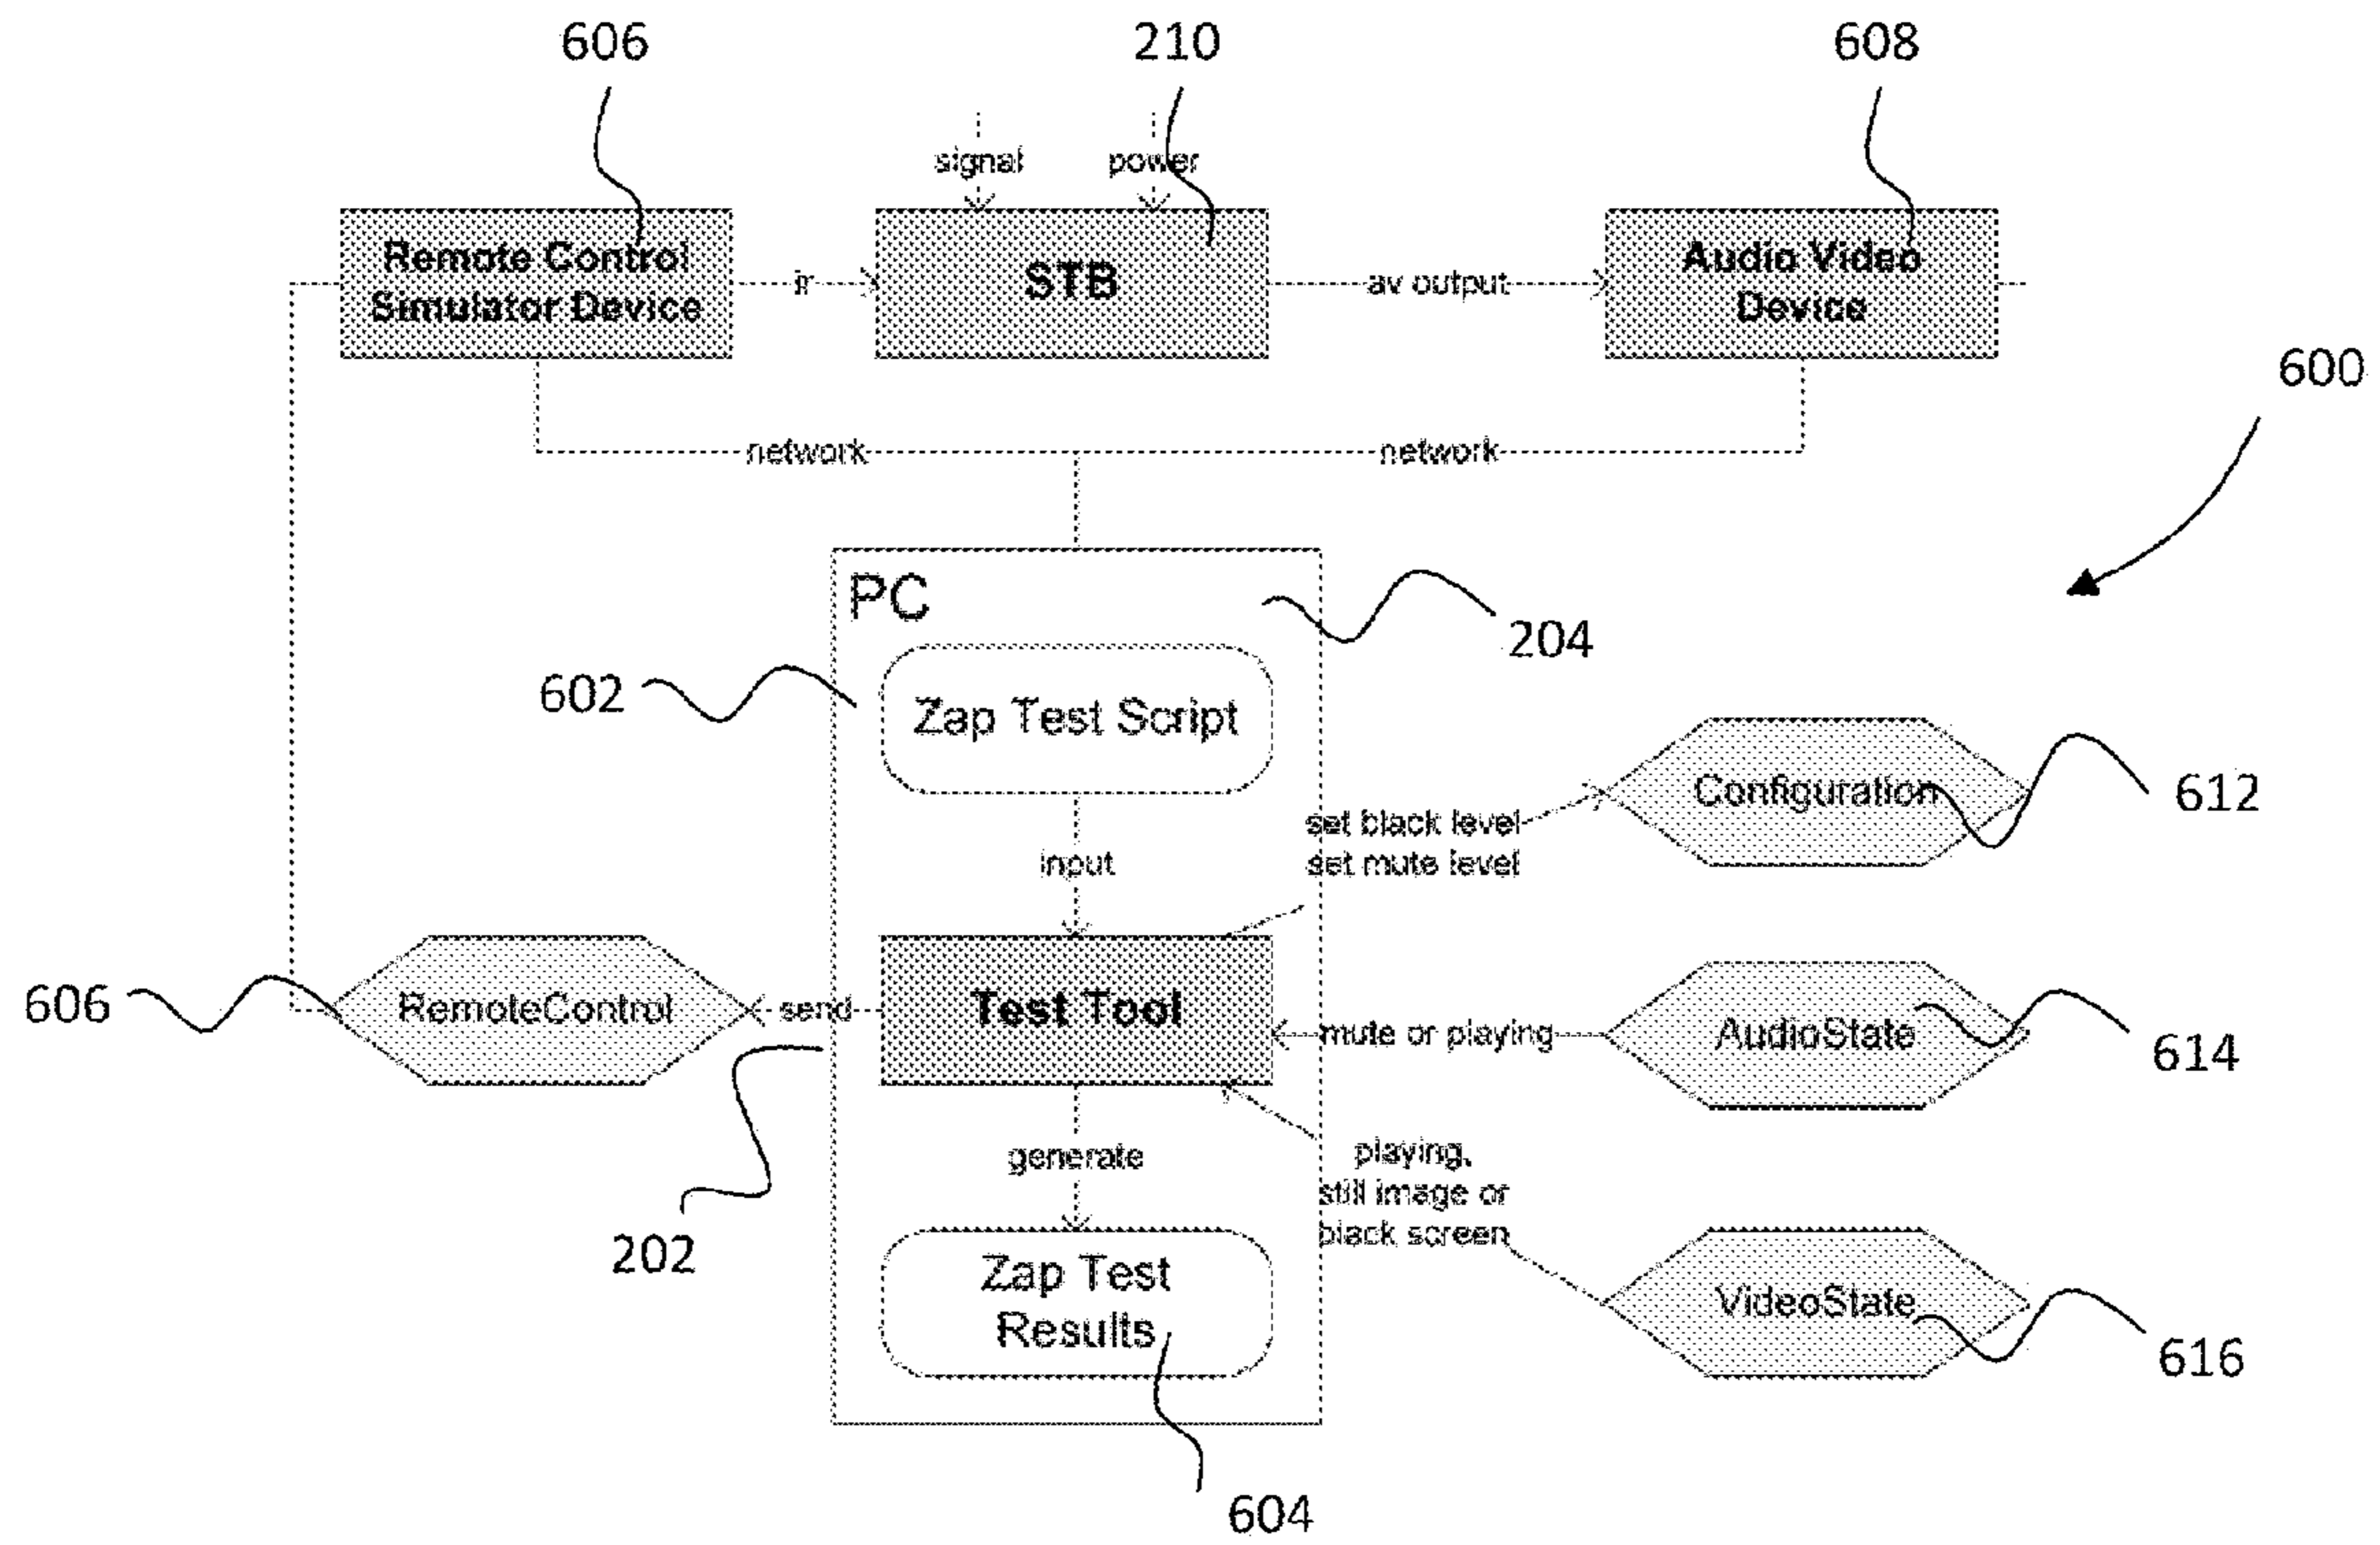 606
210
608
signal
power
Remote Control
Simulator Device
ir
STB
av output
Audio Video
Device
600
network
network
PC
204
602
Zap Test Script
Configuration
612
set black level
set mute level
input
606
RemoteControl
send
Test Tool
mute or playing
AudioState
614
generate
playing,
still image or
black screen
202
Zap Test
Results
VideoState
616
604